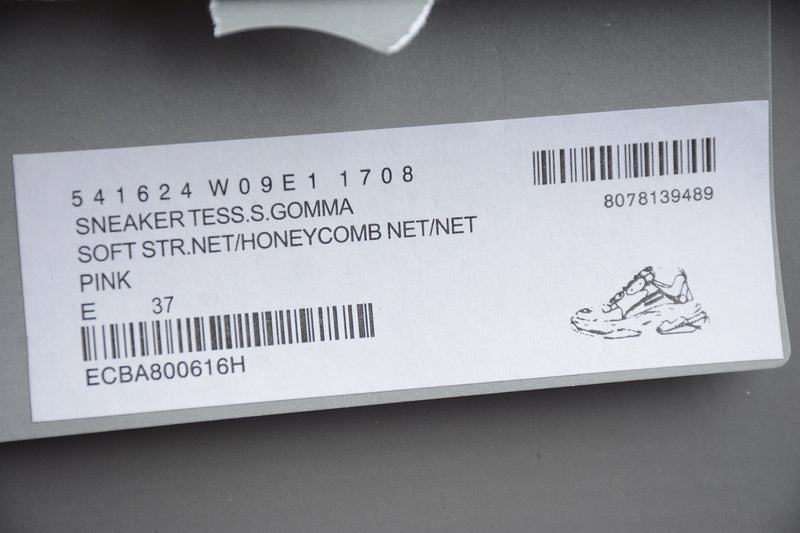 541624 W09E1 1708
SNEAKER TESS.S.GOMMA
SOFT STR.NET/HONEYCOMB NET/NET
PINK
E 37
ECBA800616H
8078139489